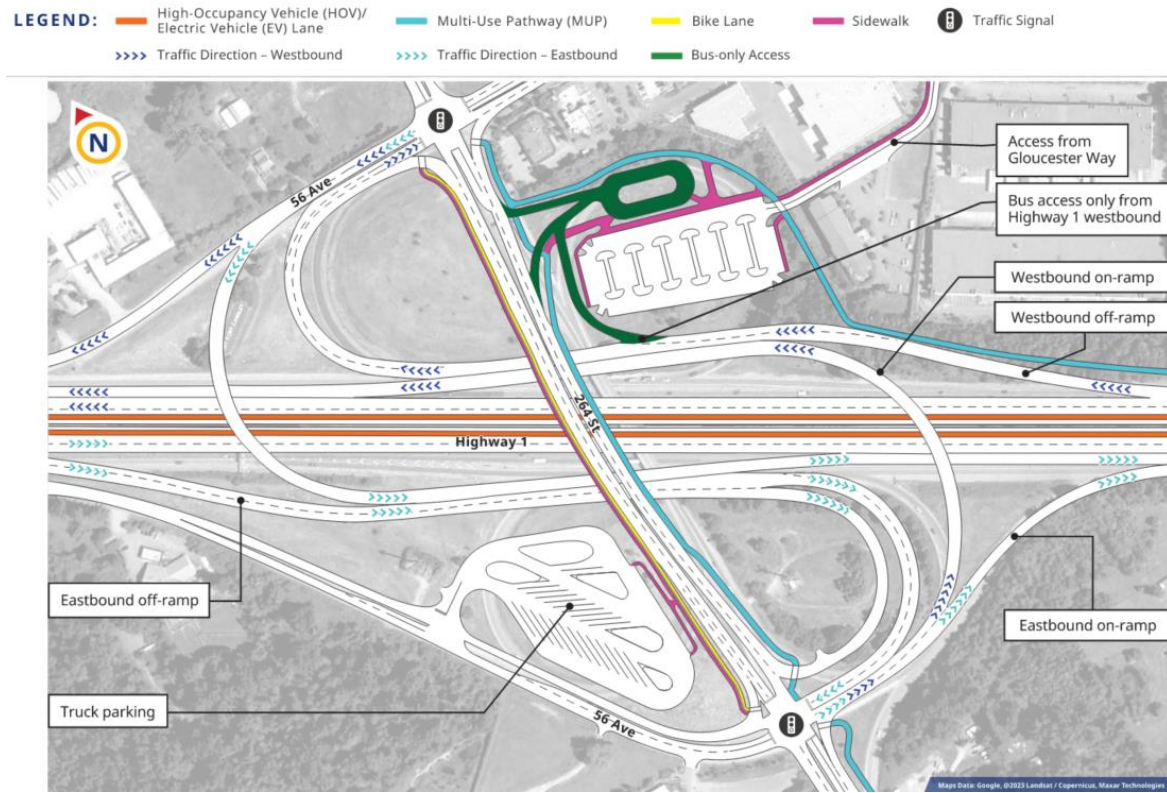 LEGEND:
High-Occupancy Vehicle (HOV)/
Electric Vehicle (EV) Lane
Multi-Use Pathway (MUP)
Bike Lane
Sidewalk
Traffic Signal
Traffic Direction – Westbound
Traffic Direction – Eastbound
Bus-only Access
N
56 Ave
Access from
Gloucester Way
Bus access only from
Highway 1 westbound
Westbound on-ramp
Westbound off-ramp
264 St
Highway 1
Eastbound off-ramp
Eastbound on-ramp
Truck parking
56 Ave
Maps Data: Google, @2023 Landsat / Copernicus, Maxar Technologies